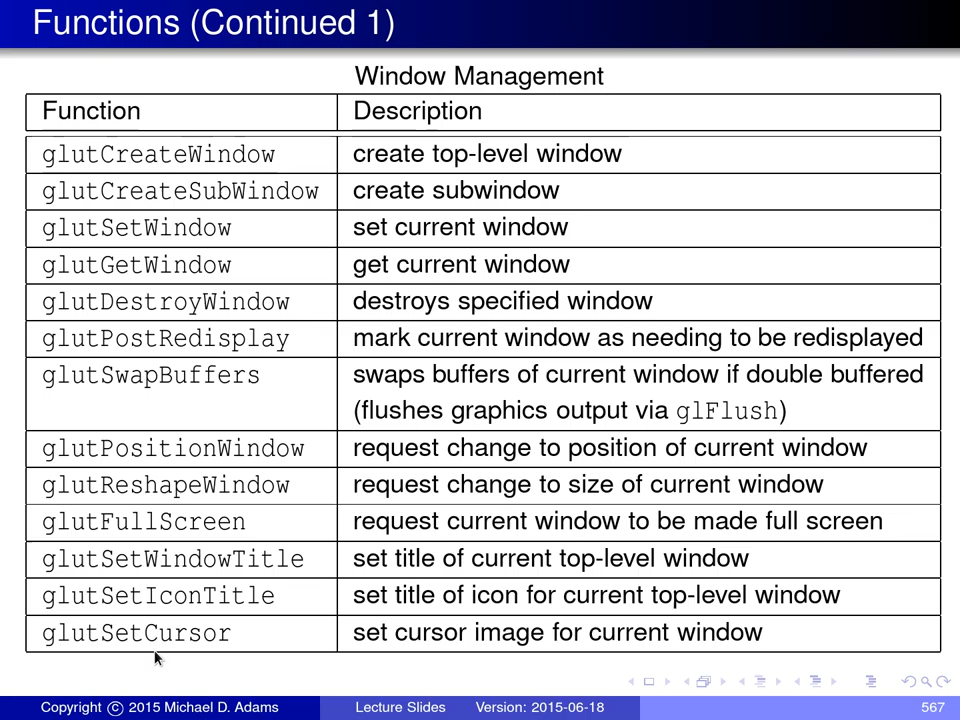 Functions (Continued 1)
Window Management
Function Description
glutCreateWindow create top-level window
glutCreateSubWindow create subwindow
glutSetWindow set current window
glutGetWindow get current window
glutDestroyWindow destroys specified window
glutPostRedisplay mark current window as needing to be redisplayed
glutSwapBuffers swaps buffers of current window if double buffered
(flushes graphics output via glFlush)
glutPositionWindow request change to position of current window
glutReshapeWindow request change to size of current window
glutFullScreen request current window to be made full screen
glutSetWindowTitle set title of current top-level window
glutSetIconTitle set title of icon for current top-level window
glutSetCursor set cursor image for current window
Copyright © 2015 Michael D. Adams Lecture Slides Version: 2015-06-18 567